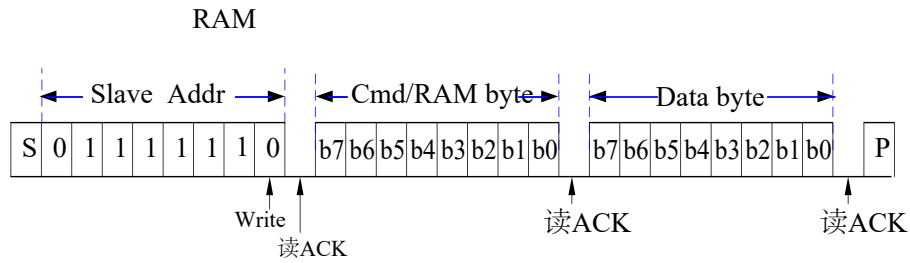 RAM
Slave Addr Cmd/RAM byte Data byte
S 0 1 1 1 1 1 1 0 b7 b6 b5 b4 b3 b2 b1 b0 b7 b6 b5 b4 b3 b2 b1 b0 P
Write 读ACK 读ACK
读ACK